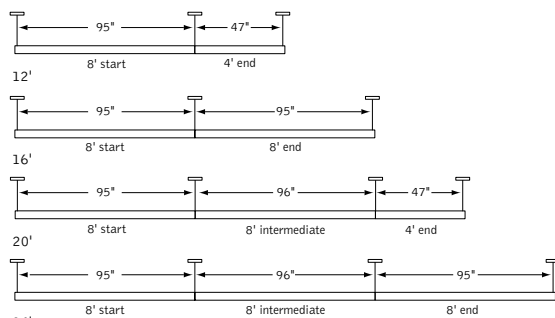 95" 47"
8' start 4' end
12'
95" 95"
8' start 8' end
16'
95" 96" 47"
8' start 8' intermediate 4' end
20'
95" 96" 95"
8' start 8' intermediate 8' end